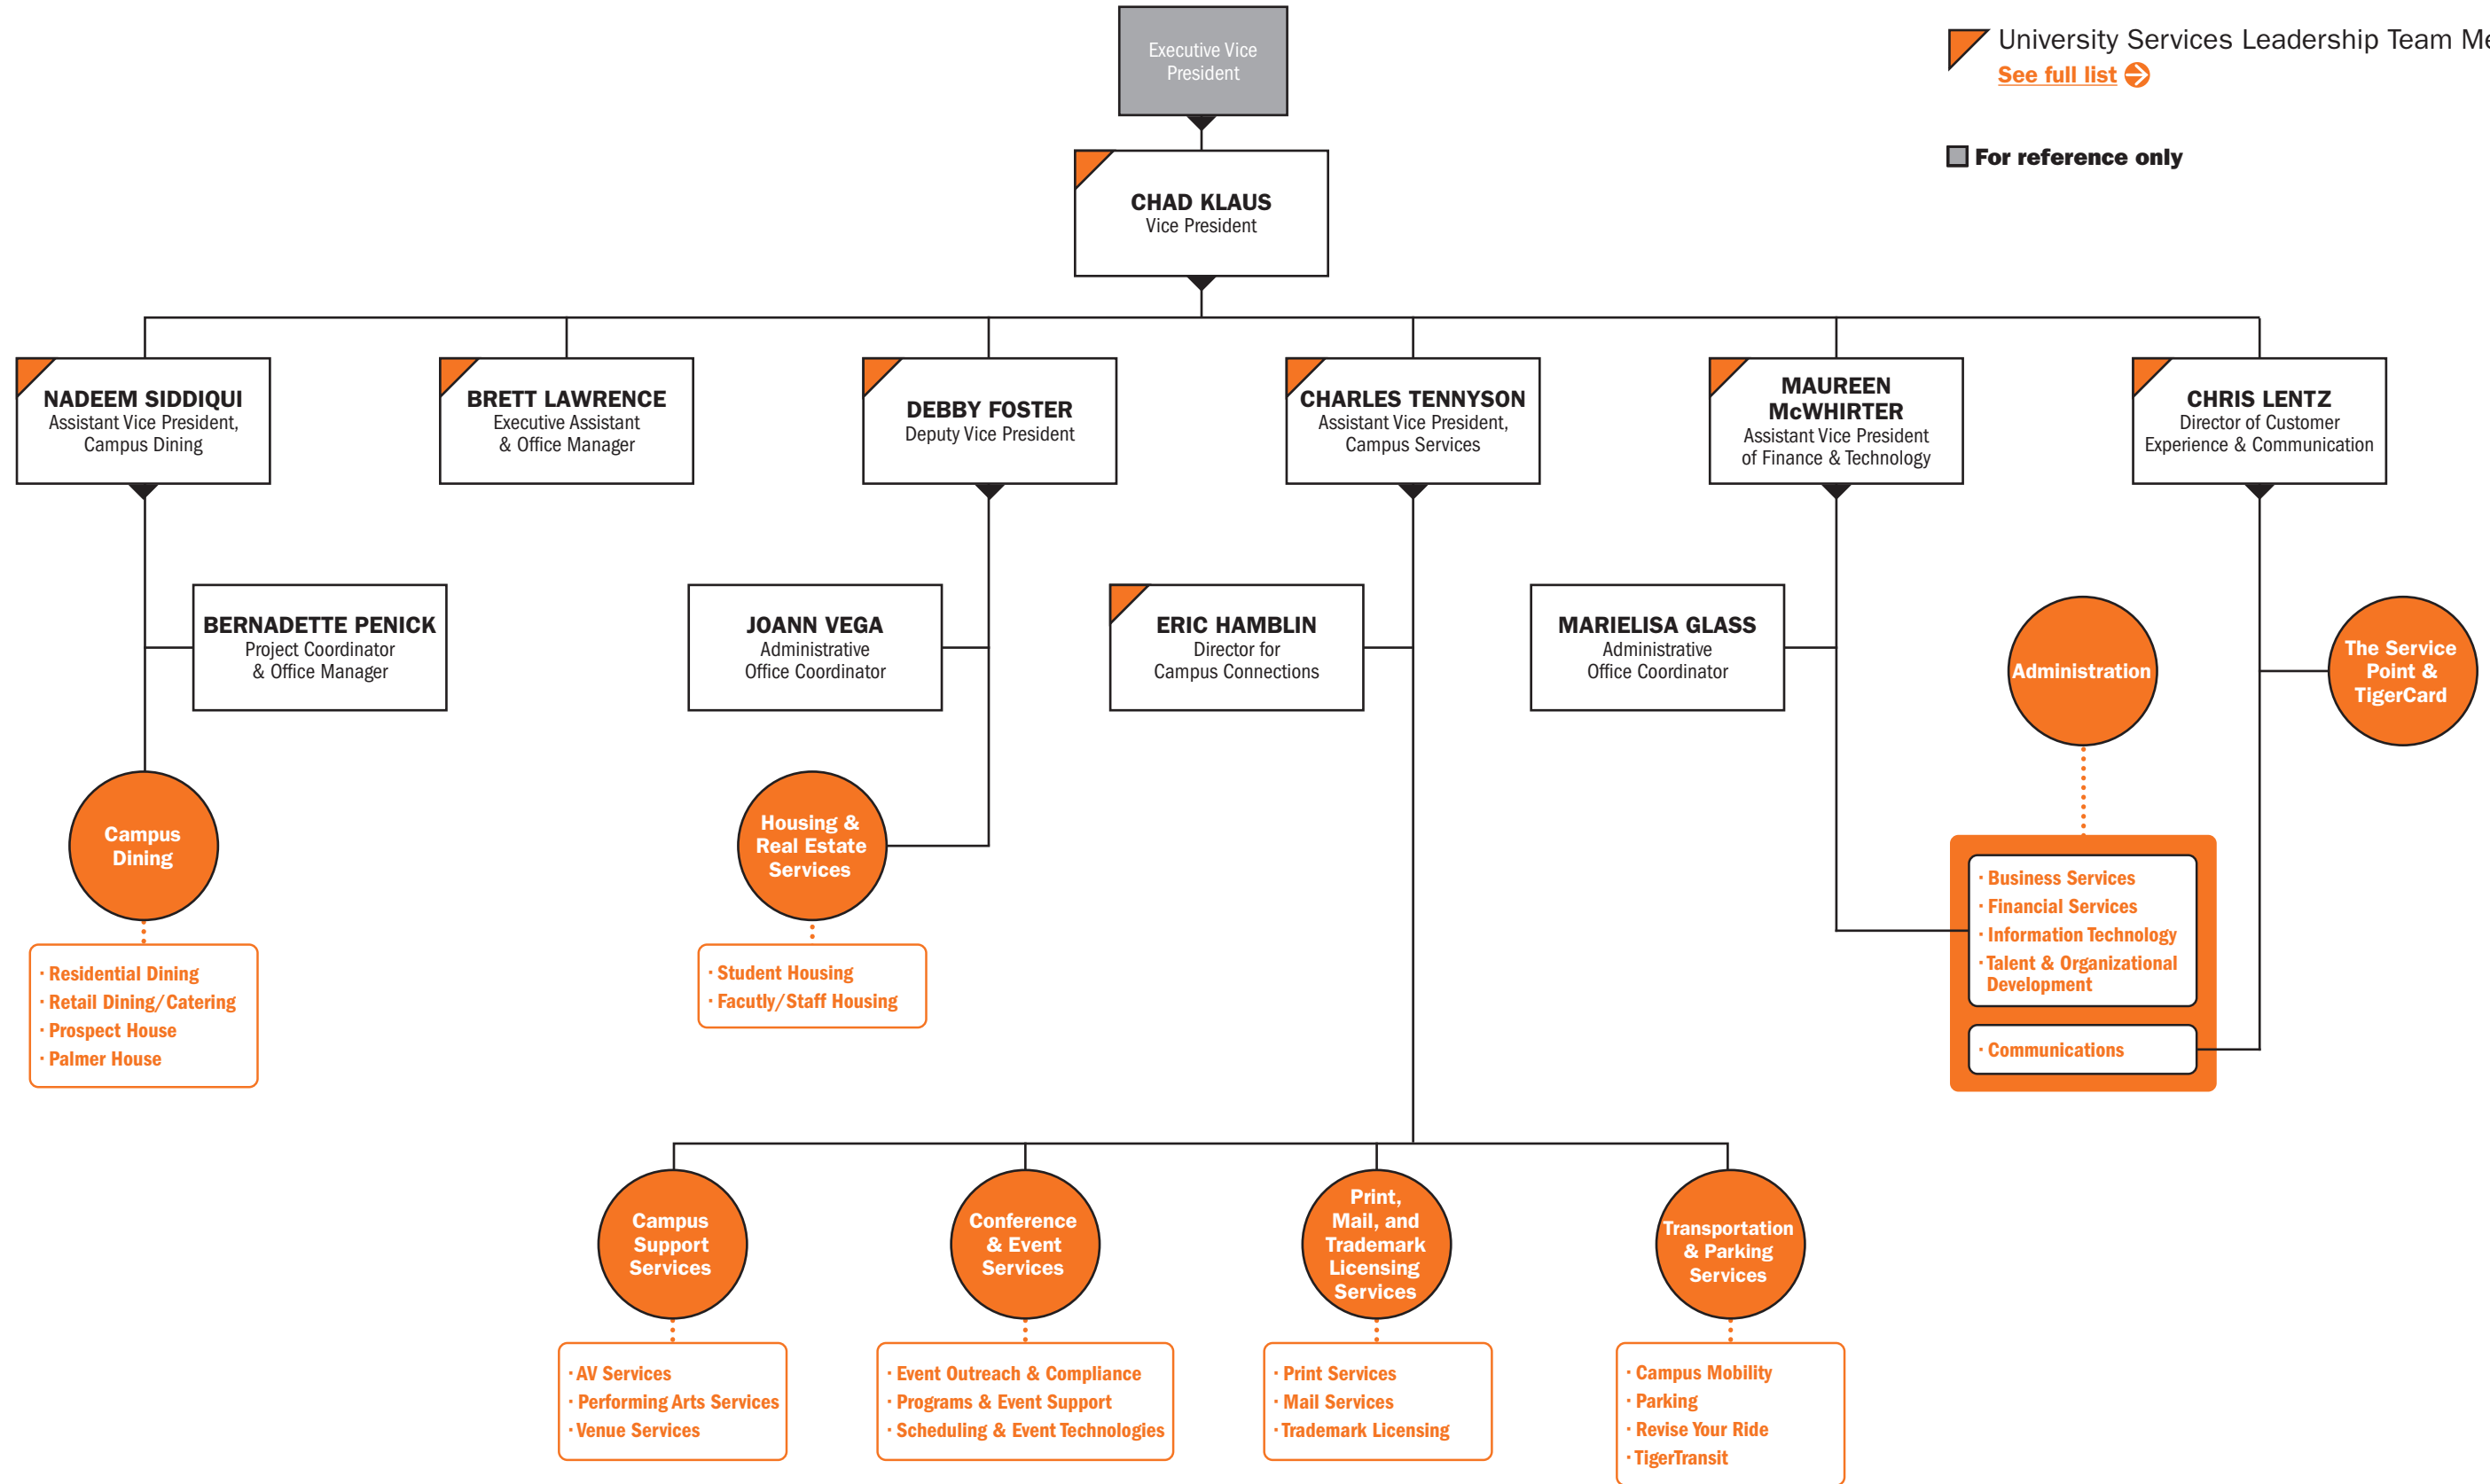 Executive Vice
President
University Services Leadership Team Me
See full list
For reference only
CHAD KLAUS
Vice President
NADEEM SIDDIQUI
Assistant Vice President,
Campus Dining
BRETT LAWRENCE
Executive Assistant
& Office Manager
DEBBY FOSTER
Deputy Vice President
CHARLES TENNYSON
Assistant Vice President,
Campus Services
MAUREEN
McWHIRTER
Assistant Vice President
of Finance & Technology
CHRIS LENTZ
Director of Customer
Experience & Communication
BERNADETTE PENICK
Project Coordinator
& Office Manager
JOANN VEGA
Administrative
Office Coordinator
ERIC HAMBLIN
Director for
Campus Connections
MARIELISA GLASS
Administrative
Office Coordinator
Administration
The Service
Point &
TigerCard
Campus
Dining
Housing &
Real Estate
Services
· Residential Dining
· Retail Dining/Catering
· Prospect House
· Palmer House
· Student Housing
· Facutly/Staff Housing
· Business Services
· Financial Services
· Information Technology
· Talent & Organizational
Development
· Communications
Campus
Support
Services
Conference
& Event
Services
Print,
Mail, and
Trademark
Licensing
Services
Transportation
& Parking
Services
· AV Services
· Performing Arts Services
· Venue Services
· Event Outreach & Compliance
· Programs & Event Support
· Scheduling & Event Technologies
· Print Services
· Mail Services
· Trademark Licensing
· Campus Mobility
· Parking
· Revise Your Ride
· TigerTransit